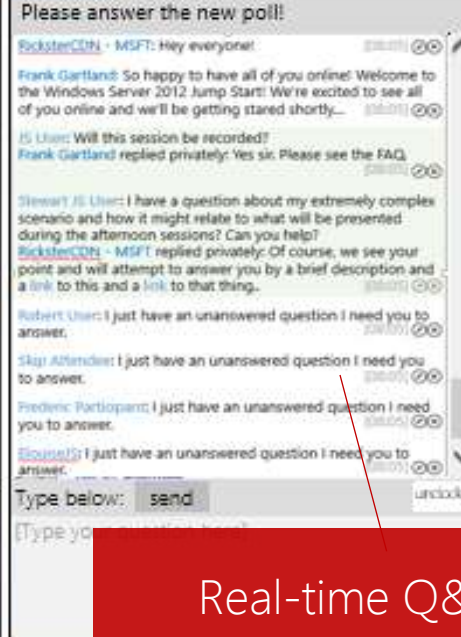 Please answer the new poll!
RicksterCDN - MSFT: Hey everyone!
Frank Gartland: So happy to have all of you online! Welcome to
the Windows Server 2012 Jump Start! We're excited to see all
of you online and we'll be getting stared shortly...
JS User: Will this session be recorded?
Frank Gartland replied privately: Yes sir. Please see the FAQ.
Stewart JS User: I have a question about my extremely complex
scenario and how it might relate to what will be presented
during the afternoon sessions? Can you help?
RicksterCDN - MSFT replied privately: Of course, we see your
point and will attempt to answer you by a brief description and
a link to this and a link to that thing..
Robert User: I just have an unanswered question I need you to
answer.
Skip Attendee: I just have an unanswered question I need you
to answer.
Frederic Participant: I just have an unanswered question I need
you to answer.
ElouiseJS: I just have an unanswered question I need you to
answer.
Type below: send
undock
[Type your question here]
Real-time Q&